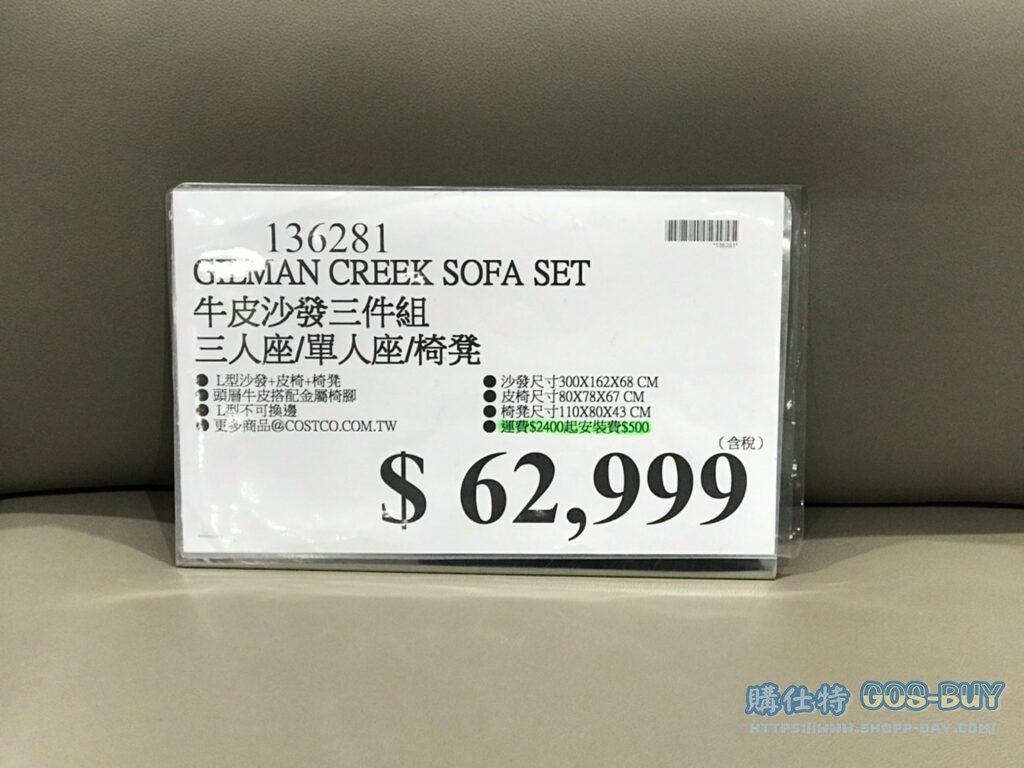 136281
*136281*
GILMAN CREEK SOFA SET
牛皮沙發三件組
三人座/單人座/椅凳
● L型沙發+皮椅+椅凳
● 頭層牛皮搭配金屬椅腳
● L型不可換邊
● 更多商品@COSTCO.COM.TW
● 沙發尺寸300X162X68 CM
● 皮椅尺寸80X78X67 CM
● 椅凳尺寸110X80X43 CM
● 運費$2400起安裝費$500
（含稅）
$ 62,999
購仕特 GOS-BUY
HTTPS://WWW.SHOPP-DAY.COM/